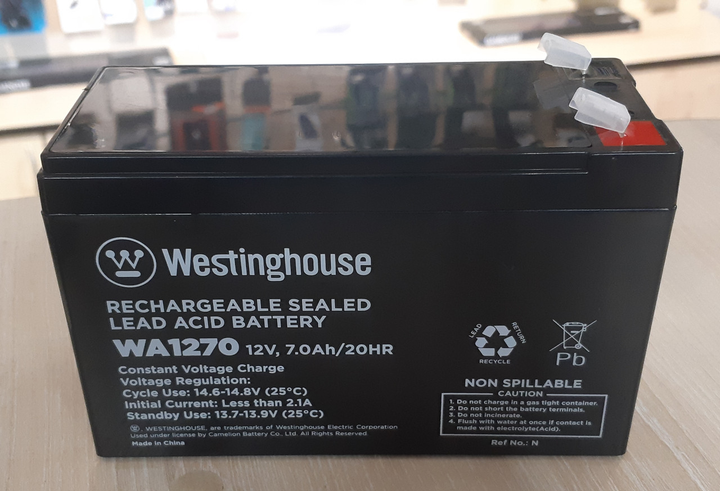 Westinghouse
RECHARGEABLE SEALED
LEAD ACID BATTERY
WA1270 12V, 7.0Ah/20HR
Constant Voltage Charge
Voltage Regulation:
Cycle Use: 14.6-14.8V (25°C)
Initial Current: Less than 2.1A
Standby Use: 13.7-13.9V (25°C)
, WESTINGHOUSE, are trademarks of Westinghouse Electric Corporation
Used under license by Camelion Battery Co., Ltd. All Rights Reserved.
Made in China
LEAD RETURN
RECYCLE
Pb
NON SPILLABLE
CAUTION
1. Do not charge in a gas tight container.
2. Do not short the battery terminals.
3. Do not incinerate.
4. Flush with water at once if contact is
made with electrolyte(Acid).
Ref No.: N